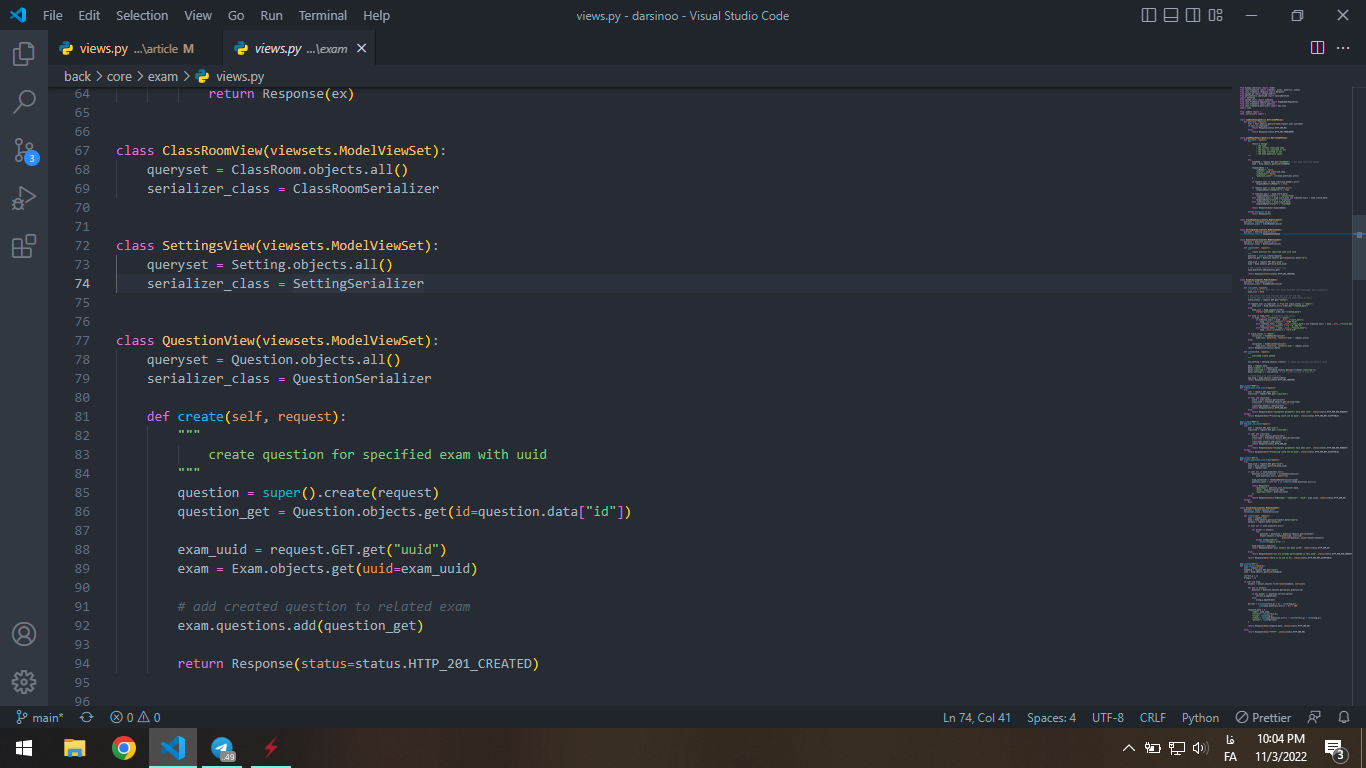 File Edit Selection View Go Run Terminal Help views.py - darsinoo - Visual Studio Code
views.py ...\article M views.py ...\exam
back > core > exam > views.py
64 return Response(ex)
65
66
67 class ClassRoomView(viewsets.ModelViewSet):
68 queryset = ClassRoom.objects.all()
69 serializer_class = ClassRoomSerializer
70
71
72 class SettingsView(viewsets.ModelViewSet):
73 queryset = Setting.objects.all()
74 serializer_class = SettingSerializer
75
76
77 class QuestionView(viewsets.ModelViewSet):
78 queryset = Question.objects.all()
79 serializer_class = QuestionSerializer
80
81 def create(self, request):
82 """
83 create question for specified exam with uuid
84 """
85 question = super().create(request)
86 question_get = Question.objects.get(id=question.data["id"])
87
88 exam_uuid = request.GET.get("uuid")
89 exam = Exam.objects.get(uuid=exam_uuid)
90
91 # add created question to related exam
92 exam.questions.add(question_get)
93
94 return Response(status=status.HTTP_201_CREATED)
95
96
3
main* 0 0 Ln 74, Col 41 Spaces: 4 UTF-8 CRLF Python Prettier
.49
فا
FA
10:04 PM
11/3/2022
3